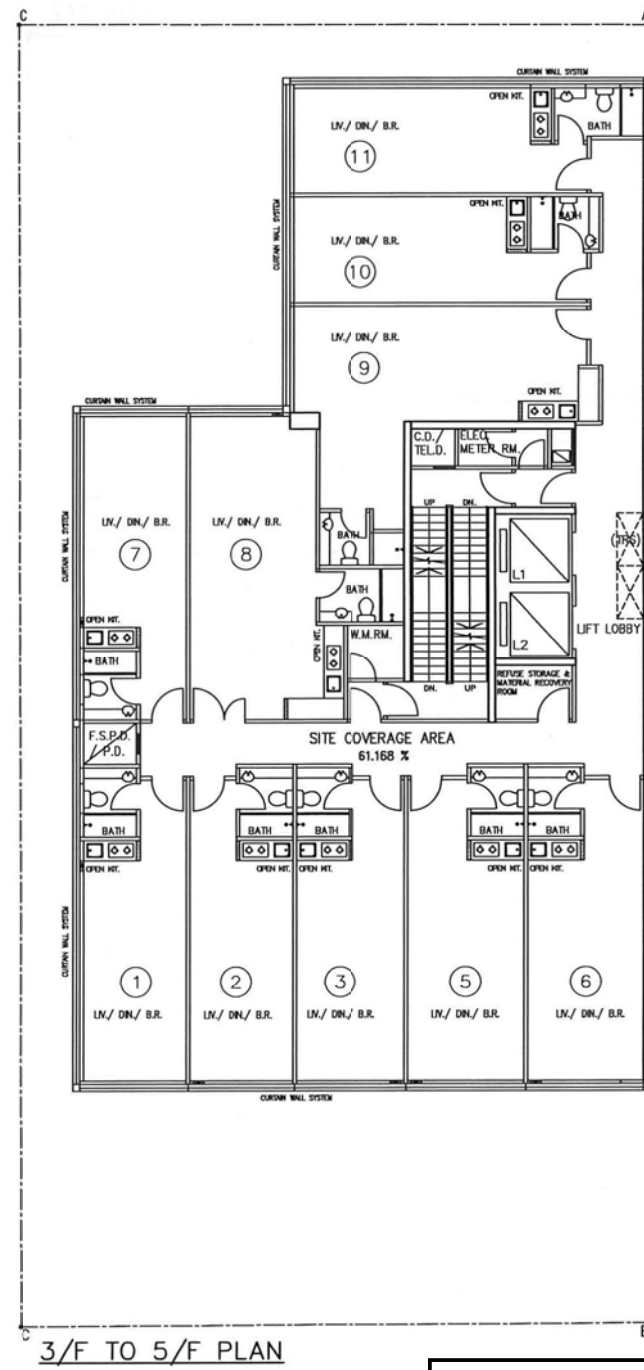 C
CURTAIN WALL SYSTEM
OPEN KIT.
LIV./ DIN./ B.R.
BATH
11
CURTAIN WALL SYSTEM
OPEN KIT.
BATH
LIV./ DIN./ B.R.
10
LIV./ DIN./ B.R.
9
OPEN KIT.
CURTAIN WALL SYSTEM
C.D./
TEL.D.
ELEC.
METER RM.
UP
DN.
CURTAIN WALL SYSTEM
LIV./ DIN./ B.R.
7
LIV./ DIN./ B.R.
8
BATH
(TRS)
L1
BATH
OPEN KIT.
L2
LIFT LOBBY
W.M.RM.
OPEN KIT.
BATH
REFUSE STORAGE &
MATERIAL RECOVERY
ROOM
DN.
UP
F.S.P.D.
/ P.D.
SITE COVERAGE AREA
61.168 %
BATH
BATH
BATH
BATH
BATH
OPEN KIT.
OPEN KIT.
OPEN KIT.
OPEN KIT.
OPEN KIT.
CURTAIN WALL SYSTEM
1
2
3
5
6
LIV./ DIN./ B.R.
LIV./ DIN./ B.R.
LIV./ DIN./ B.R.
LIV./ DIN./ B.R.
LIV./ DIN./ B.R.
CURTAIN WALL SYSTEM
C
3/F TO 5/F PLAN